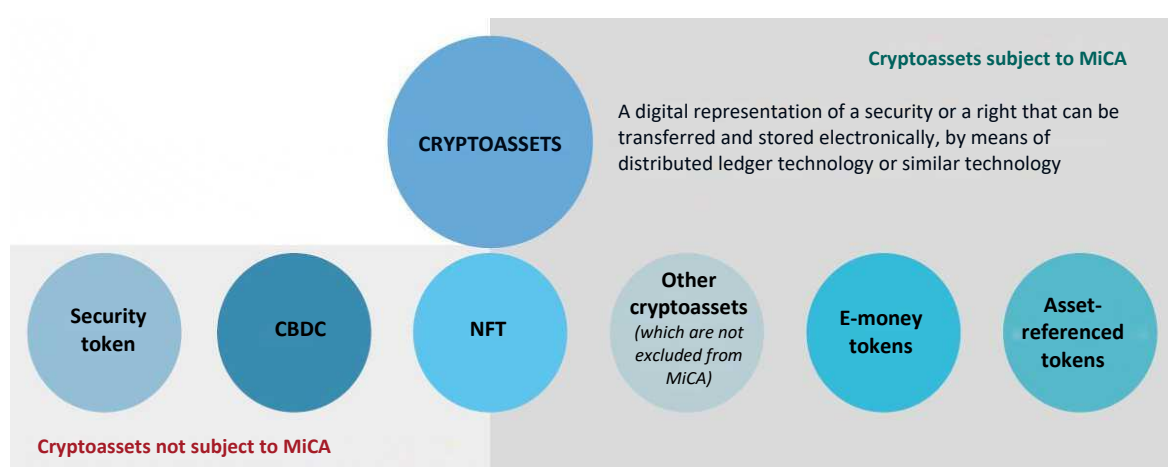 Cryptoassets subject to MiCA
A digital representation of a security or a right that can be
transferred and stored electronically, by means of
distributed ledger technology or similar technology
CRYPTOASSETS
Security
token
CBDC
NFT
Other
cryptoassets
(which are not
excluded from
MiCA)
E-money
tokens
Asset-
referenced
tokens
Cryptoassets not subject to MiCA